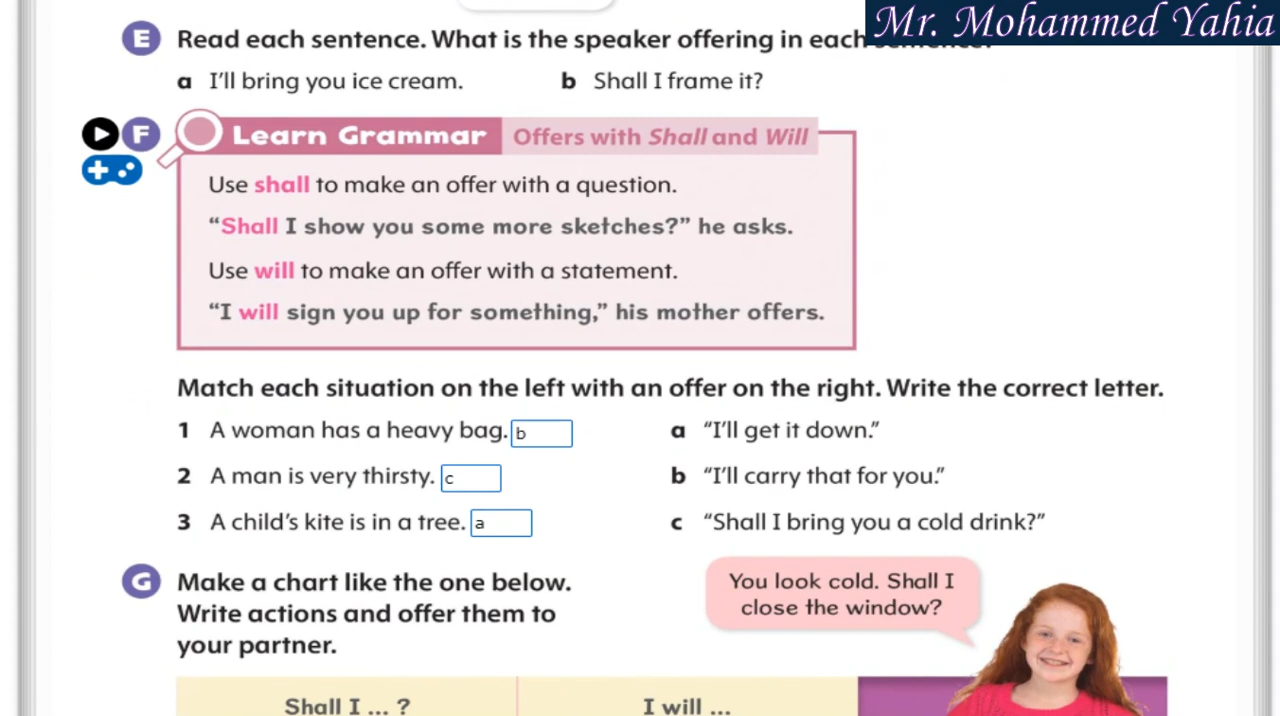 Mr. Mohammed Yahia
E Read each sentence. What is the speaker offering in each sentence?
a I'll bring you ice cream. b Shall I frame it?
F Learn Grammar Offers with Shall and Will
Use shall to make an offer with a question.
“Shall I show you some more sketches?” he asks.
Use will to make an offer with a statement.
“I will sign you up for something,” his mother offers.
Match each situation on the left with an offer on the right. Write the correct letter.
1 A woman has a heavy bag. b a “I'll get it down.”
2 A man is very thirsty. c b “I'll carry that for you.”
3 A child's kite is in a tree. a c “Shall I bring you a cold drink?”
G Make a chart like the one below.
Write actions and offer them to
your partner.
You look cold. Shall I
close the window?
Shall I ... ? I will ...